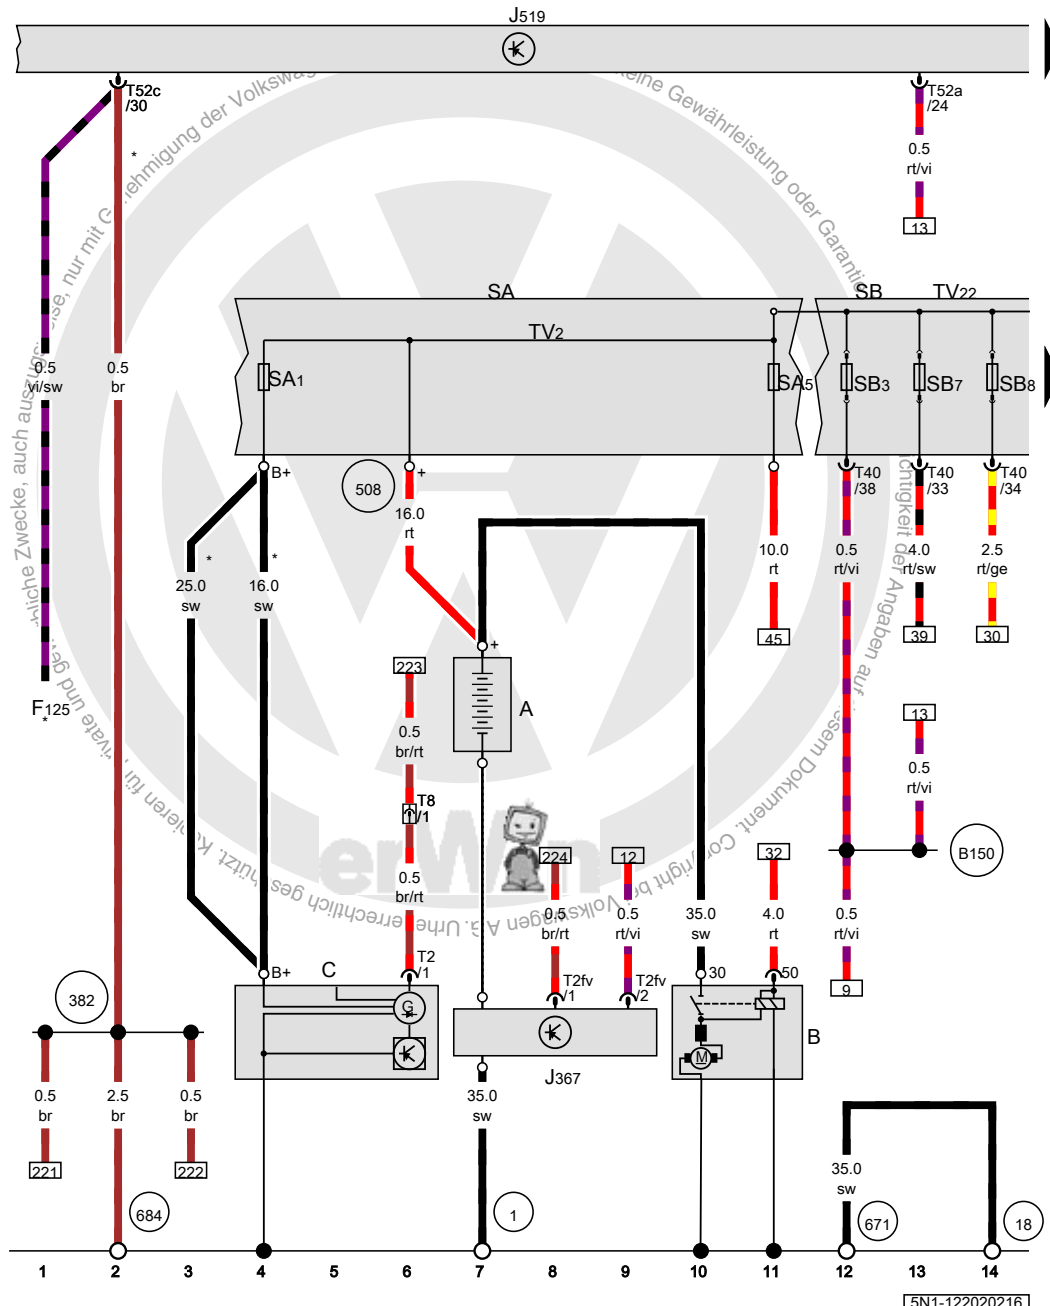 J519
T52c
/30
T52a
/24
*
0.5
rt/vi
13
SA
SB
TV22
TV2
SA1
SA5
SB3
SB7
SB8
0.5
vi/sw
0.5
br
B+
508
+
T40
/38
T40
/33
T40
/34
16.0
rt
*
*
25.0
sw
16.0
sw
10.0
rt
0.5
rt/vi
4.0
rt/sw
2.5
rt/ge
45
39
30
+
223
F125
*
A
13
0.5
br/rt
0.5
rt/vi
T8
/1
erWin
224
12
32
B150
0.5
br/rt
0.5
br/rt
0.5
rt/vi
35.0
sw
4.0
rt
0.5
rt/vi
B+
C
T2
/1
T2fv
/1
T2fv
/2
30
50
9
382
G
M
B
J367
0.5
br
2.5
br
0.5
br
35.0
sw
221
222
35.0
sw
684
1
671
18
1 2 3 4 5 6 7 8 9 10 11 12 13 14
5N1-122020216